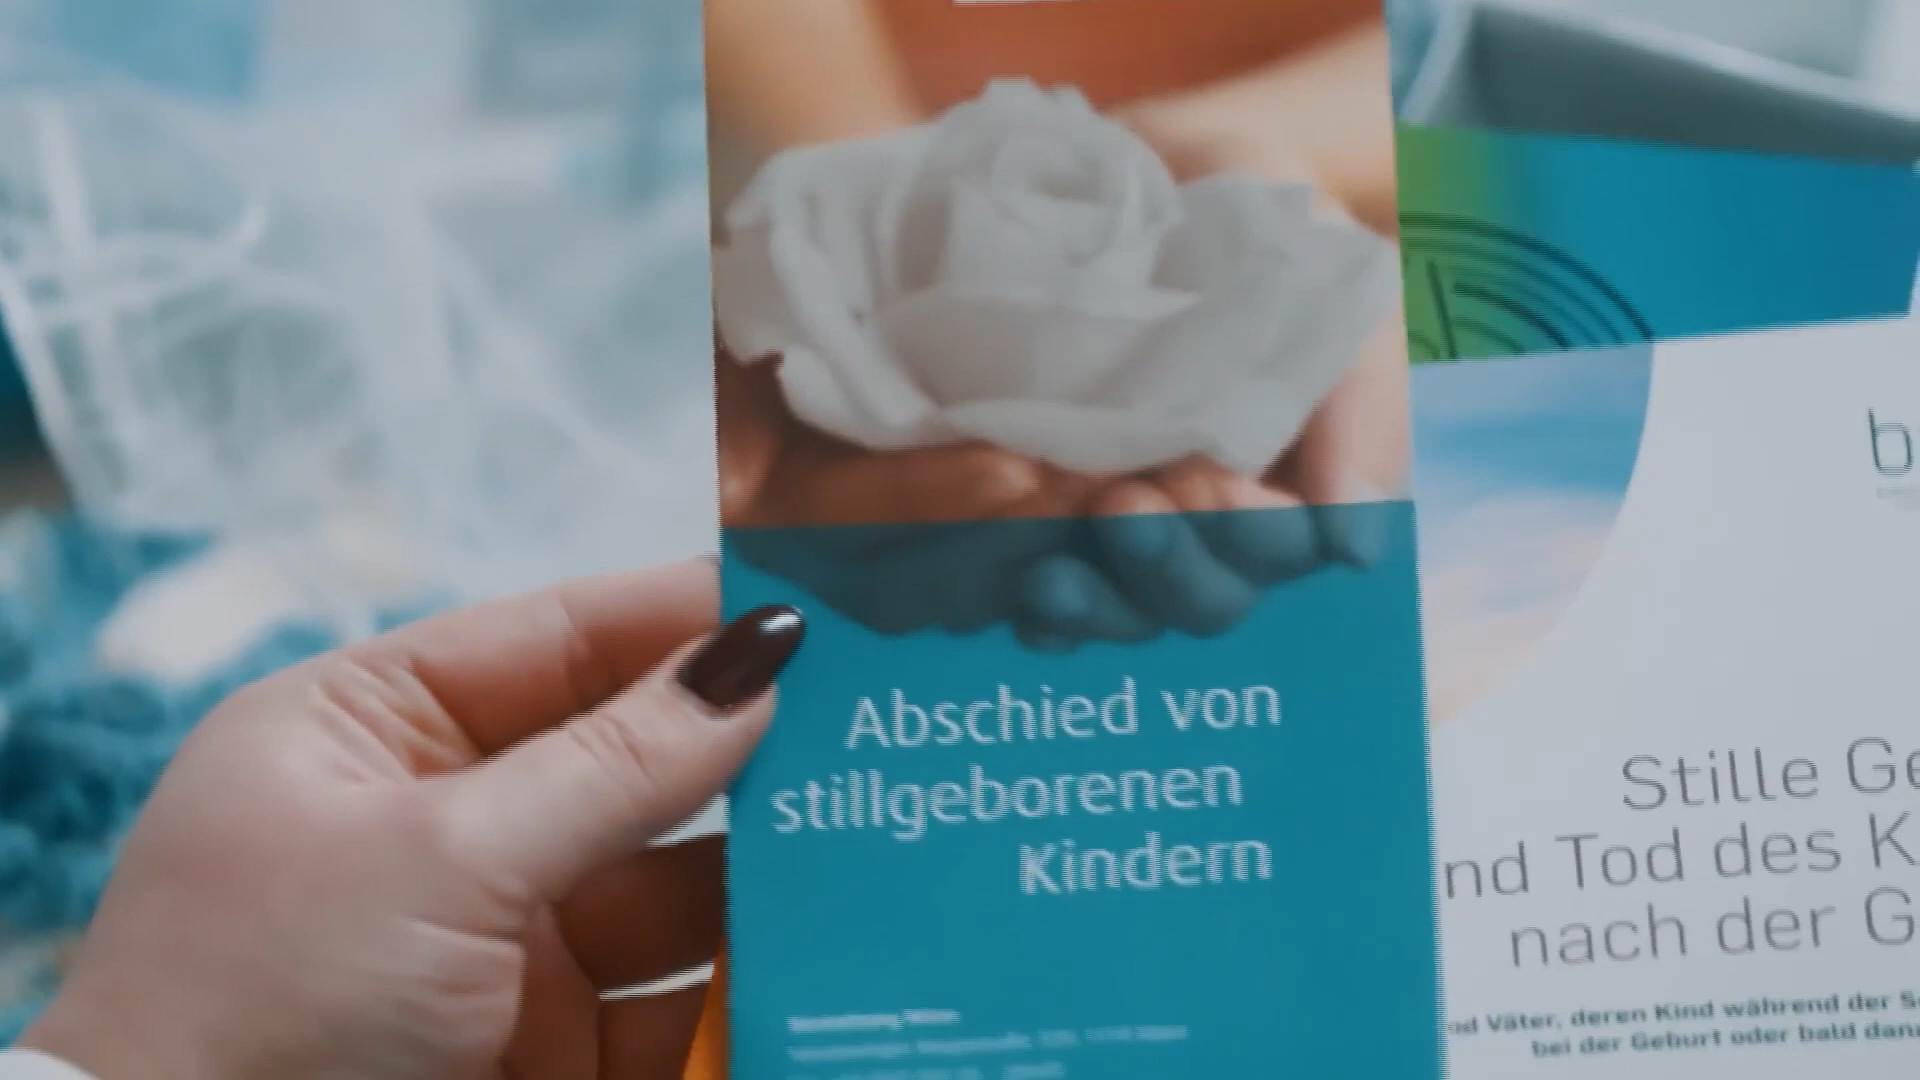 Abschied von
stillgeborenen
Kindern
b
Stille Ge
nd Tod des K
nach der G
nd Väter, deren Kind während der S
bei der Geburt oder bald dana